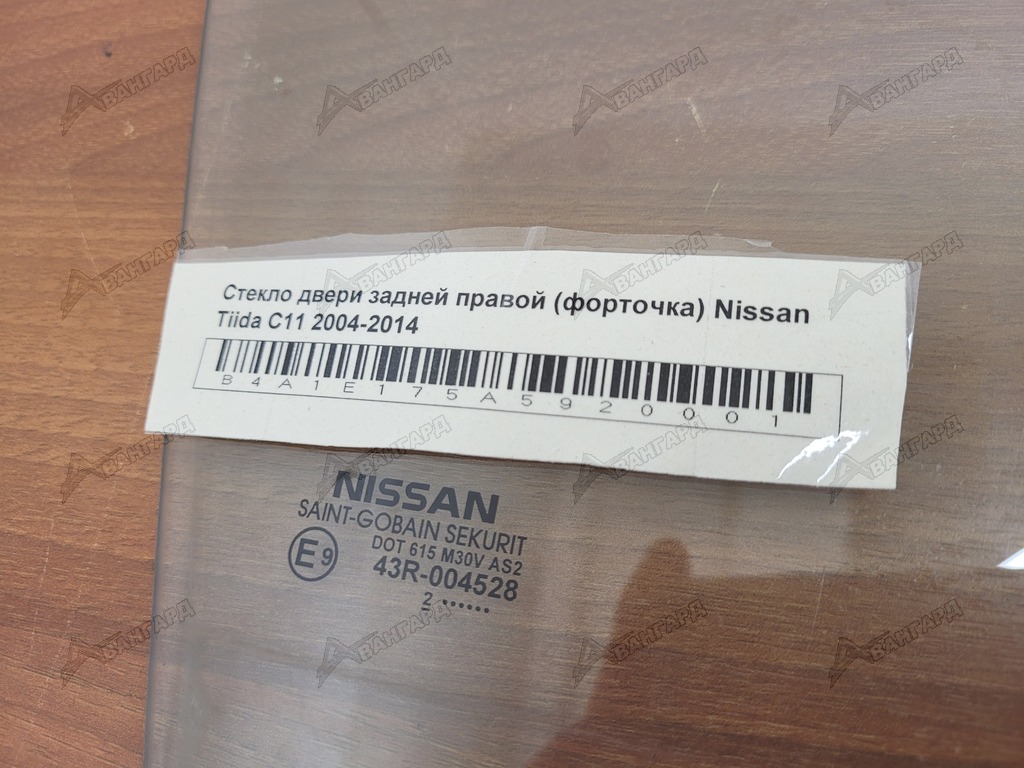 Стекло двери задней правой (форточка) Nissan
Tiida C11 2004-2014
B4A1E175A5920001
NISSAN
SAINT-GOBAIN SEKURIT
DOT 615 M30V AS2
E9
43R-004528
2 ......
АВАНГАРД